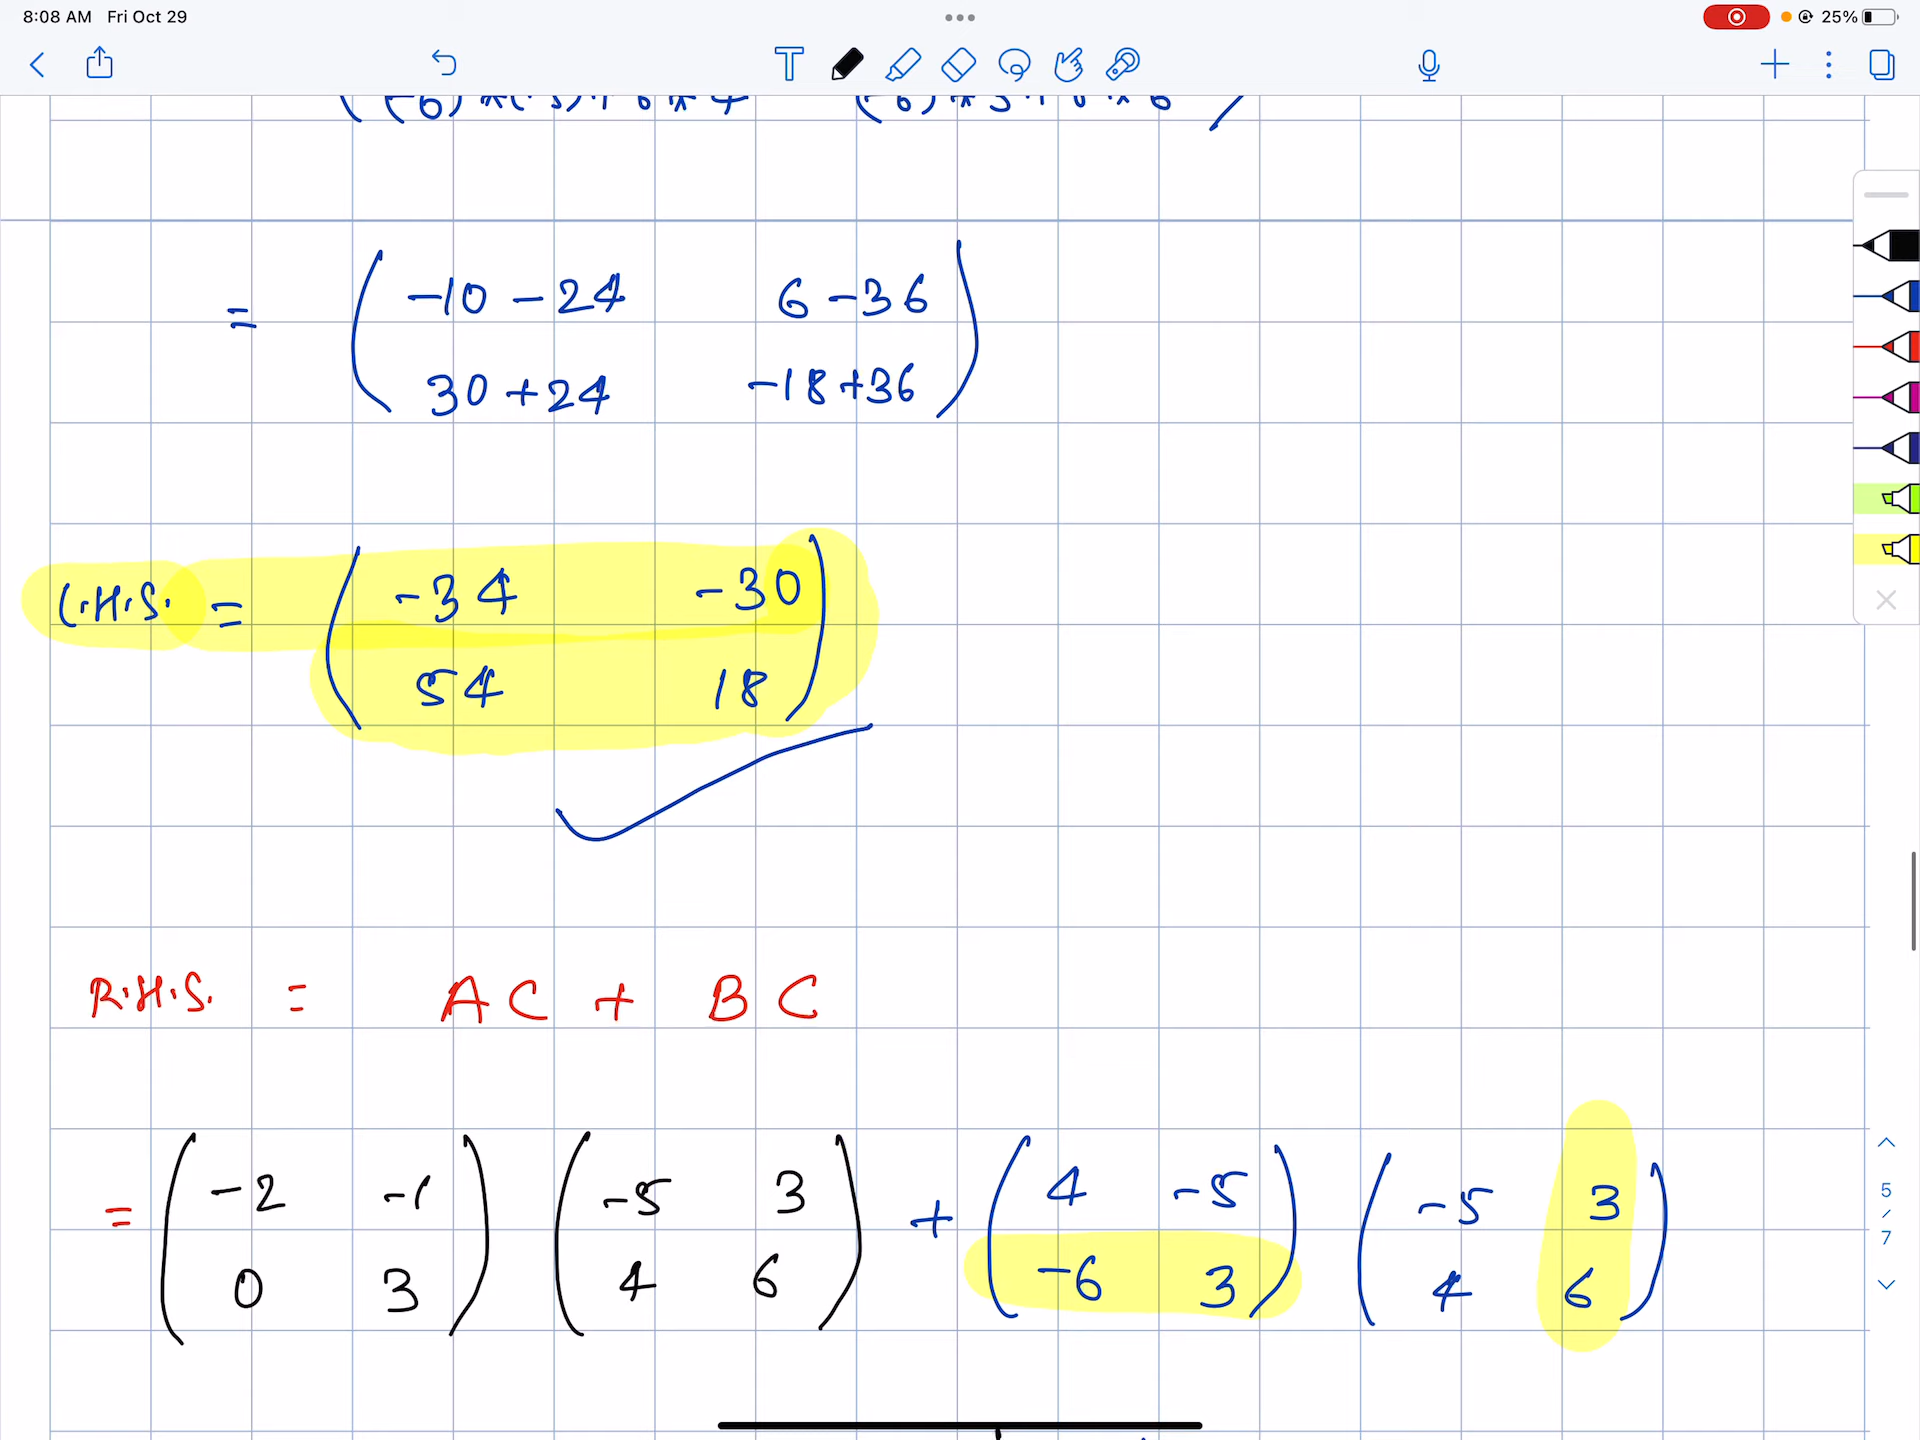 8:08 AM Fri Oct 29 25%
T
= ( -10 -24 6 -36
30 +24 -18+36 )
L.H.S. = ( -34 -30
54 18 )
R.H.S. = AC + BC
= ( -2 -1 ) ( -5 3 ) + ( 4 -5 ) ( -5 3 )
( 0 3 ) ( 4 6 ) ( -6 3 ) ( 4 6 )
5
/
7